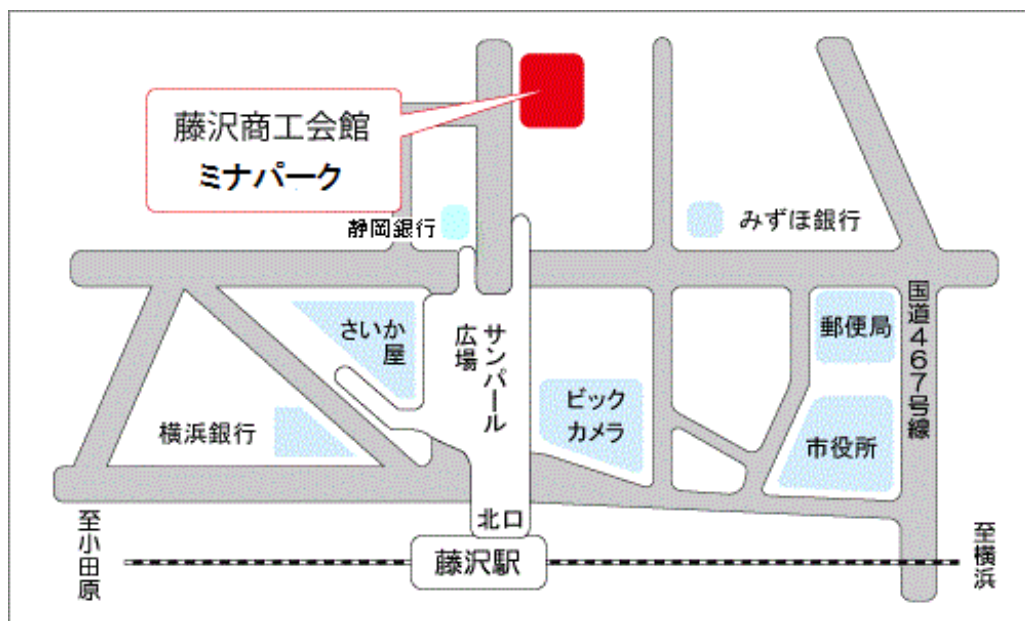 藤沢商工会館
ミナパーク
静岡銀行
みずほ銀行
さいか
屋
サンパール
広場
ビック
カメラ
郵便局
国道467号線
横浜銀行
市役所
北口
至小田原
藤沢駅
至横浜